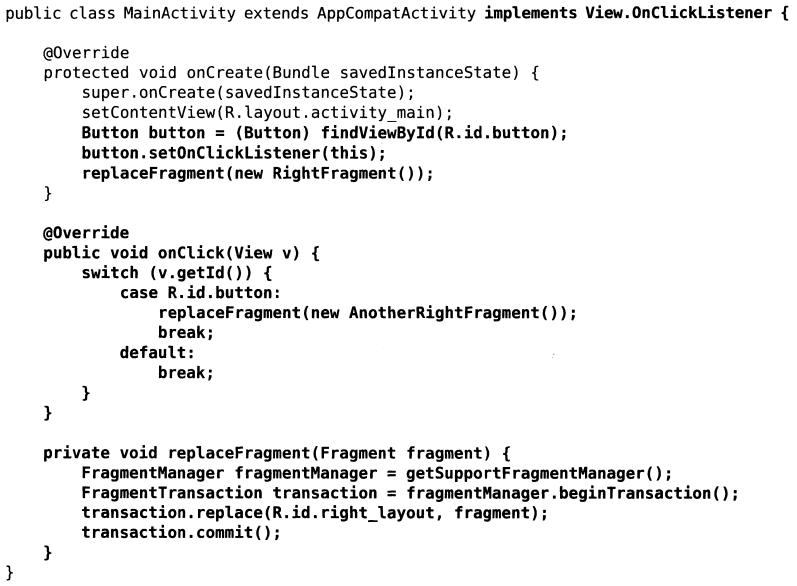 public class MainActivity extends AppCompatActivity implements View.OnClickListener {

    @Override
    protected void onCreate(Bundle savedInstanceState) {
        super.onCreate(savedInstanceState);
        setContentView(R.layout.activity_main);
        Button button = (Button) findViewById(R.id.button);
        button.setOnClickListener(this);
        replaceFragment(new RightFragment());
    }

    @Override
    public void onClick(View v) {
        switch (v.getId()) {
            case R.id.button:
                replaceFragment(new AnotherRightFragment());
                break;
            default:
                break;
        }
    }

    private void replaceFragment(Fragment fragment) {
        FragmentManager fragmentManager = getSupportFragmentManager();
        FragmentTransaction transaction = fragmentManager.beginTransaction();
        transaction.replace(R.id.right_layout, fragment);
        transaction.commit();
    }
}